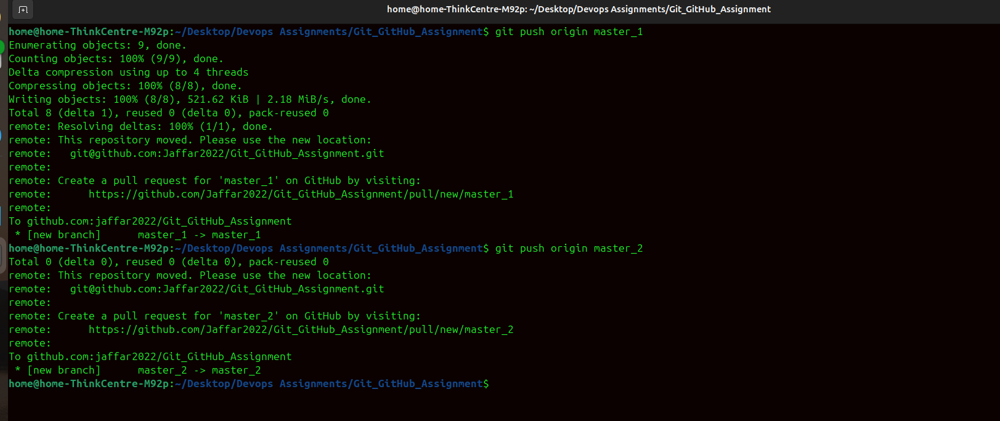 home@home-ThinkCentre-M92p: ~/Desktop/Devops Assignments/Git_GitHub_Assignment
home@home-ThinkCentre-M92p:~/Desktop/Devops Assignments/Git_GitHub_Assignment$ git push origin master_1
Enumerating objects: 9, done.
Counting objects: 100% (9/9), done.
Delta compression using up to 4 threads
Compressing objects: 100% (8/8), done.
Writing objects: 100% (8/8), 521.62 KiB | 2.18 MiB/s, done.
Total 8 (delta 1), reused 0 (delta 0), pack-reused 0
remote: Resolving deltas: 100% (1/1), done.
remote: This repository moved. Please use the new location:
remote:   git@github.com:Jaffar2022/Git_GitHub_Assignment.git
remote:
remote: Create a pull request for 'master_1' on GitHub by visiting:
remote:      https://github.com/Jaffar2022/Git_GitHub_Assignment/pull/new/master_1
remote:
To github.com:jaffar2022/Git_GitHub_Assignment
 * [new branch]      master_1 -> master_1
home@home-ThinkCentre-M92p:~/Desktop/Devops Assignments/Git_GitHub_Assignment$ git push origin master_2
Total 0 (delta 0), reused 0 (delta 0), pack-reused 0
remote: This repository moved. Please use the new location:
remote:   git@github.com:Jaffar2022/Git_GitHub_Assignment.git
remote:
remote: Create a pull request for 'master_2' on GitHub by visiting:
remote:      https://github.com/Jaffar2022/Git_GitHub_Assignment/pull/new/master_2
remote:
To github.com:jaffar2022/Git_GitHub_Assignment
 * [new branch]      master_2 -> master_2
home@home-ThinkCentre-M92p:~/Desktop/Devops Assignments/Git_GitHub_Assignment$